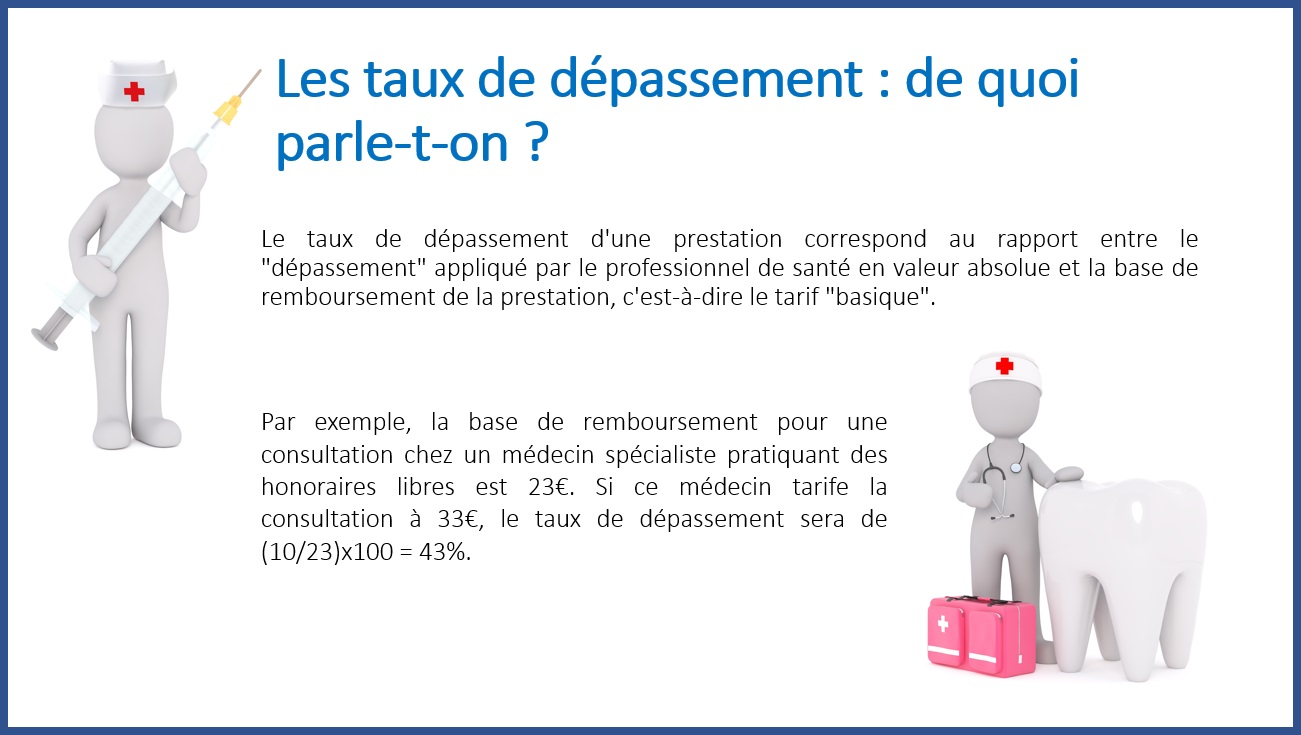 Les taux de dépassement : de quoi
parle-t-on ?
Le taux de dépassement d'une prestation correspond au rapport entre le
"dépassement" appliqué par le professionnel de santé en valeur absolue et la base de
remboursement de la prestation, c'est-à-dire le tarif "basique".
Par exemple, la base de remboursement pour une
consultation chez un médecin spécialiste pratiquant des
honoraires libres est 23€. Si ce médecin tarife la
consultation à 33€, le taux de dépassement sera de
(10/23)x100 = 43%.